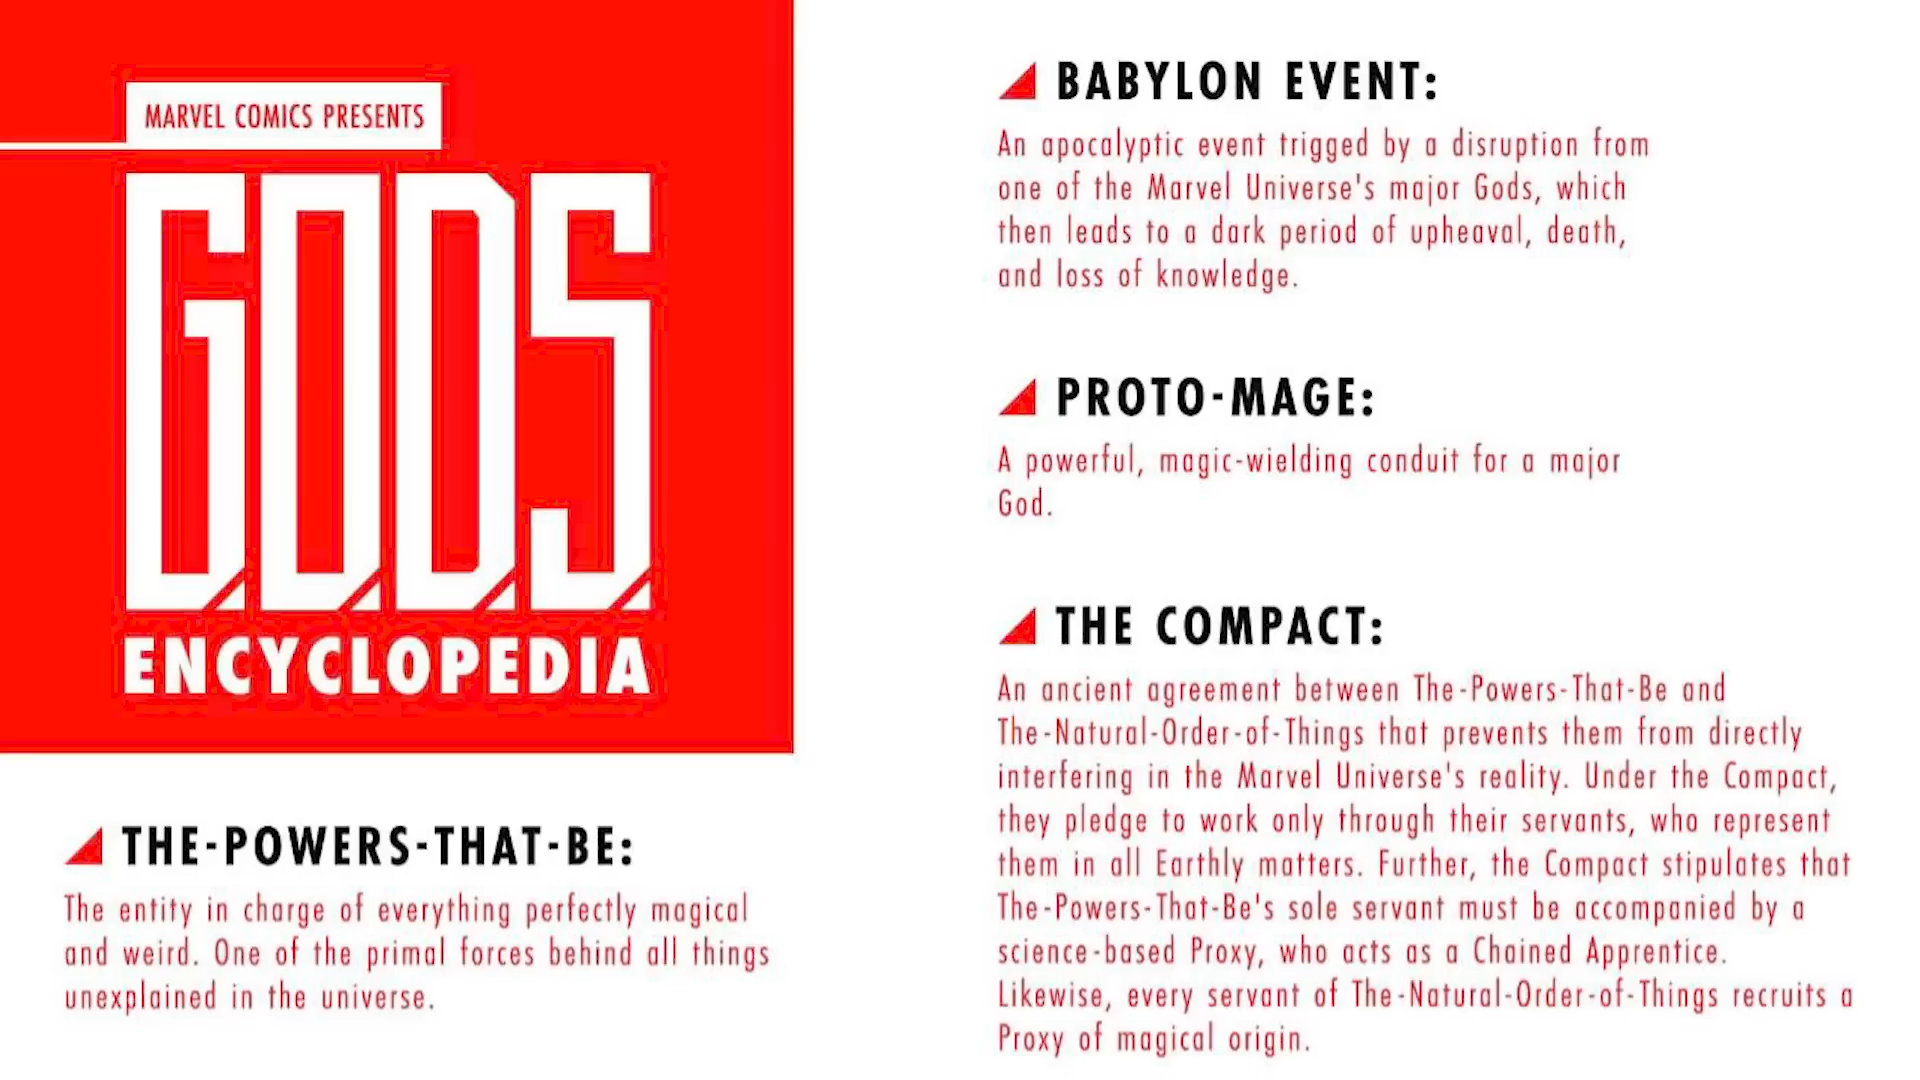 MARVEL COMICS PRESENTS
G.O.D.S.
ENCYCLOPEDIA
THE-POWERS-THAT-BE:
The entity in charge of everything perfectly magical
and weird. One of the primal forces behind all things
unexplained in the universe.
BABYLON EVENT:
An apocalyptic event trigged by a disruption from
one of the Marvel Universe's major Gods, which
then leads to a dark period of upheaval, death,
and loss of knowledge.
PROTO-MAGE:
A powerful, magic-wielding conduit for a major
God.
THE COMPACT:
An ancient agreement between The-Powers-That-Be and
The-Natural-Order-of-Things that prevents them from directly
interfering in the Marvel Universe's reality. Under the Compact,
they pledge to work only through their servants, who represent
them in all Earthly matters. Further, the Compact stipulates that
The-Powers-That-Be's sole servant must be accompanied by a
science-based Proxy, who acts as a Chained Apprentice.
Likewise, every servant of The-Natural-Order-of-Things recruits a
Proxy of magical origin.